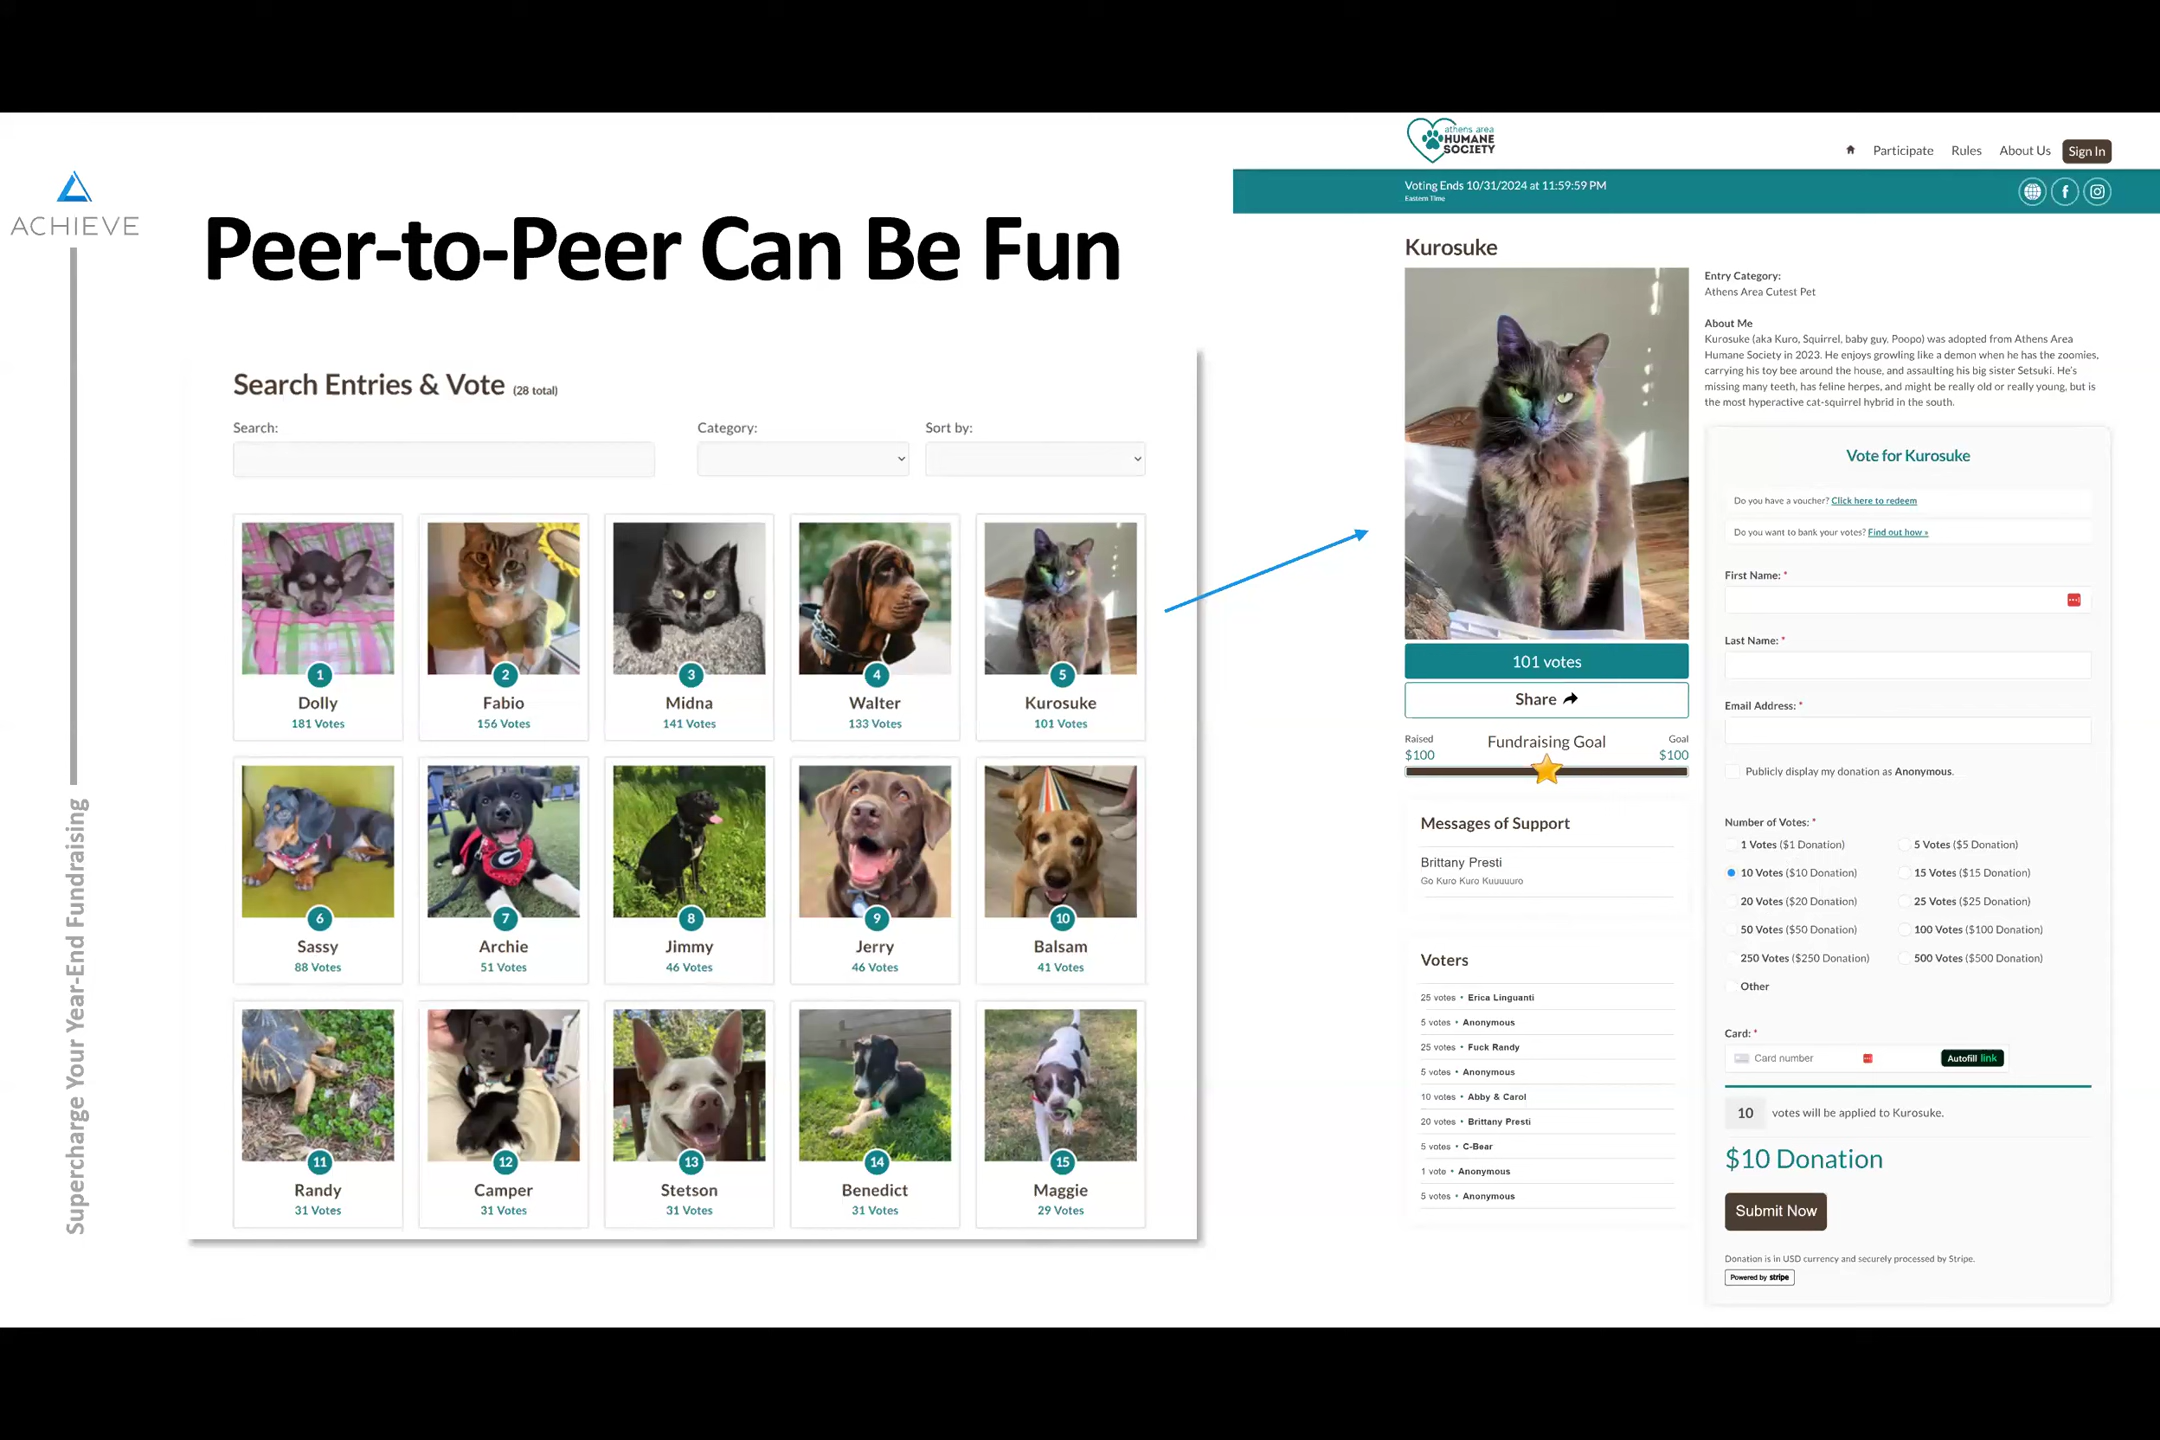 ACHIEVE
Supercharge Your Year-End Fundraising
Peer-to-Peer Can Be Fun
Search Entries & Vote (28 total)
Search:
Category:
Sort by:
1
Dolly
181 Votes
2
Fabio
156 Votes
3
Midna
141 Votes
4
Walter
133 Votes
5
Kurosuke
101 Votes
6
Sassy
88 Votes
7
Archie
51 Votes
8
Jimmy
46 Votes
9
Jerry
46 Votes
10
Balsam
41 Votes
11
Randy
31 Votes
12
Camper
31 Votes
13
Stetson
31 Votes
14
Benedict
31 Votes
15
Maggie
29 Votes
athens area
HUMANE
SOCIETY
Participate
Rules
About Us
Sign In
Voting Ends 10/31/2024 at 11:59:59 PM
Eastern Time
Kurosuke
101 votes
Share
Raised
$100
Fundraising Goal
Goal
$100
Messages of Support
Brittany Presti
Go Kuro Kuro Kuuuuuro
Voters
25 votes • Erica Linguanti
5 votes • Anonymous
25 votes • Fuck Randy
5 votes • Anonymous
10 votes • Abby & Carol
20 votes • Brittany Presti
5 votes • C-Bear
1 vote • Anonymous
5 votes • Anonymous
Entry Category:
Athens Area Cutest Pet
About Me
Kurosuke (aka Kuro, Squirrel, baby guy, Poopo) was adopted from Athens Area
Humane Society in 2023. He enjoys growling like a demon when he has the zoomies,
carrying his toy bee around the house, and assaulting his big sister Setsuki. He's
missing many teeth, has feline herpes, and might be really old or really young, but is
the most hyperactive cat-squirrel hybrid in the south.
Vote for Kurosuke
Do you have a voucher? Click here to redeem
Do you want to bank your votes? Find out how »
First Name: *
Last Name: *
Email Address: *
Publicly display my donation as Anonymous.
Number of Votes: *
1 Votes ($1 Donation)
5 Votes ($5 Donation)
10 Votes ($10 Donation)
15 Votes ($15 Donation)
20 Votes ($20 Donation)
25 Votes ($25 Donation)
50 Votes ($50 Donation)
100 Votes ($100 Donation)
250 Votes ($250 Donation)
500 Votes ($500 Donation)
Other
Card: *
Card number
Autofill link
10 votes will be applied to Kurosuke.
$10 Donation
Submit Now
Donation is in USD currency and securely processed by Stripe.
Powered by stripe